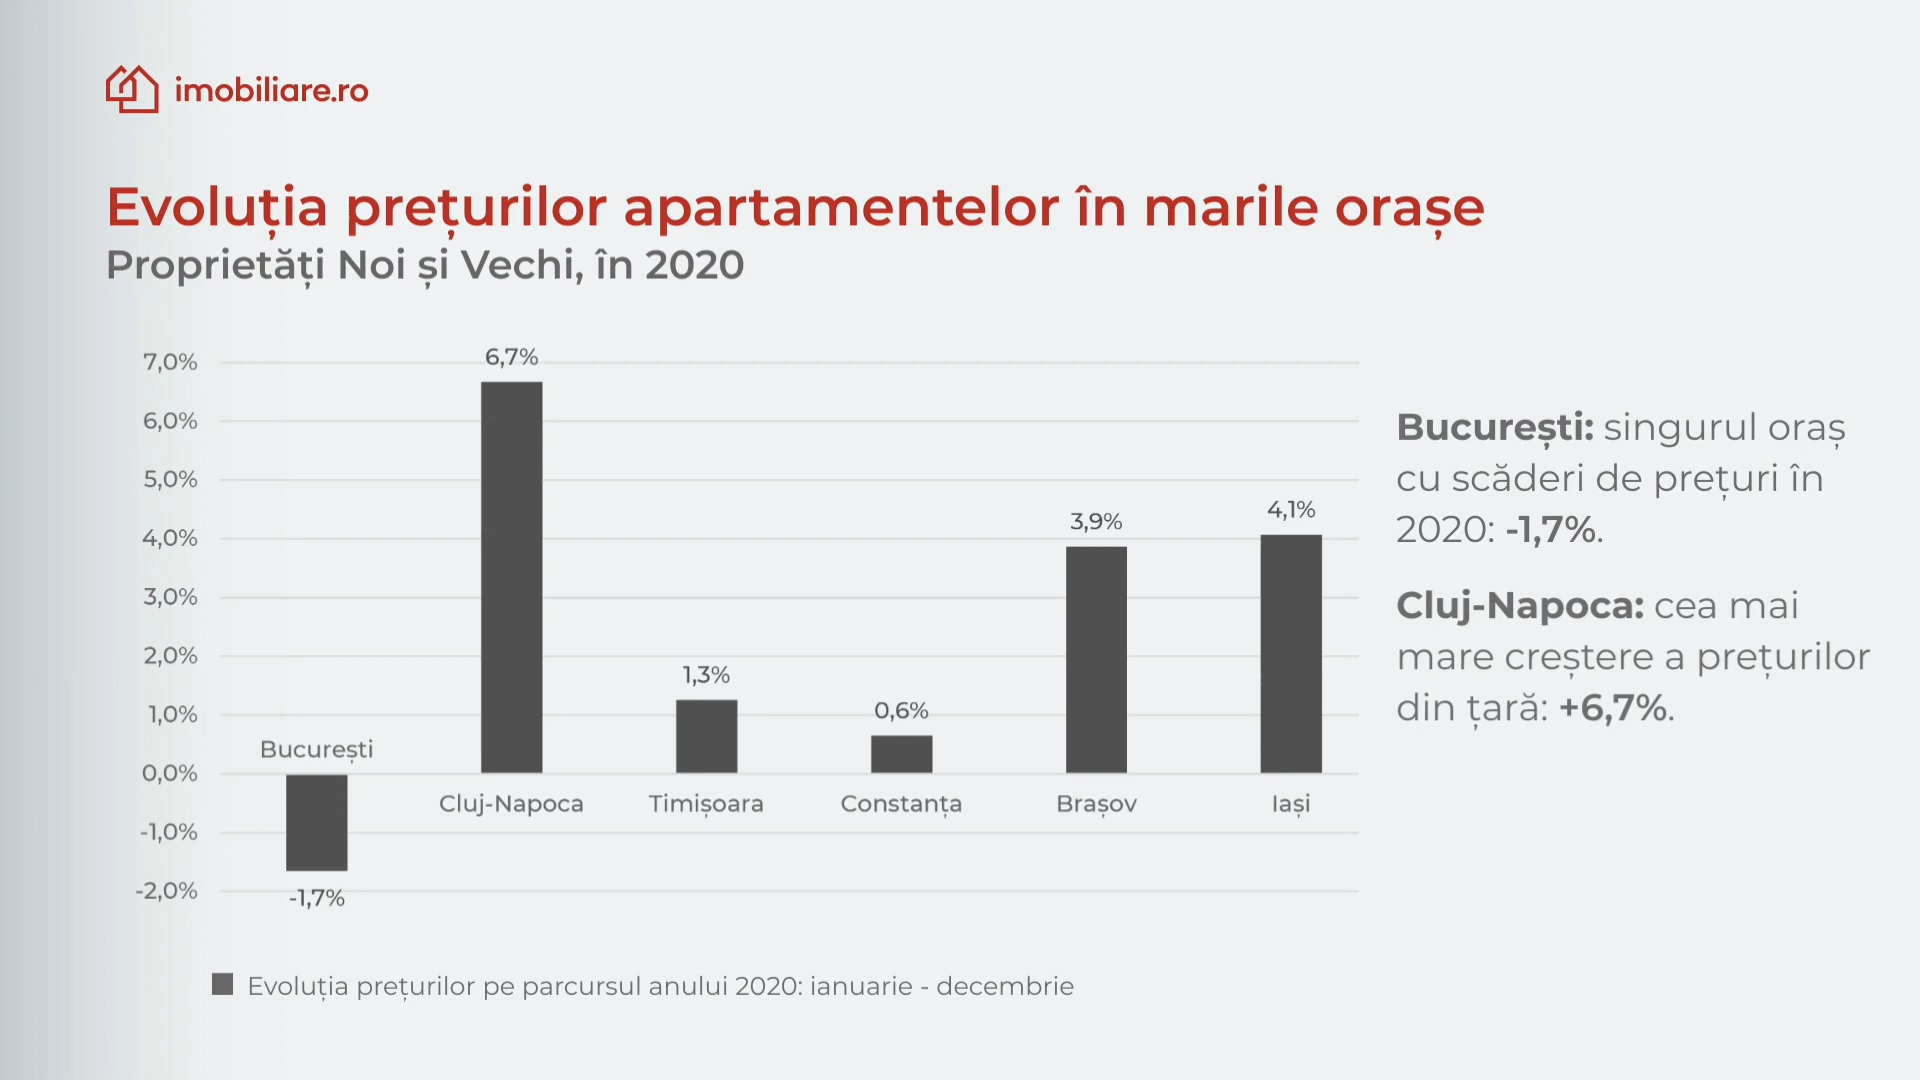 imobiliare.ro
Evoluția prețurilor apartamentelor în marile orașe
Proprietăți Noi și Vechi, în 2020
7,0%
6,0%
5,0%
4,0%
3,0%
2,0%
1,0%
0,0%
-1,0%
-2,0%
București
-1,7%
6,7%
Cluj-Napoca
1,3%
Timișoara
0,6%
Constanța
3,9%
Brașov
4,1%
Iași
București: singurul oraș
cu scăderi de prețuri în
2020: -1,7%.
Cluj-Napoca: cea mai
mare creștere a prețurilor
din țară: +6,7%.
Evoluția prețurilor pe parcursul anului 2020: ianuarie - decembrie